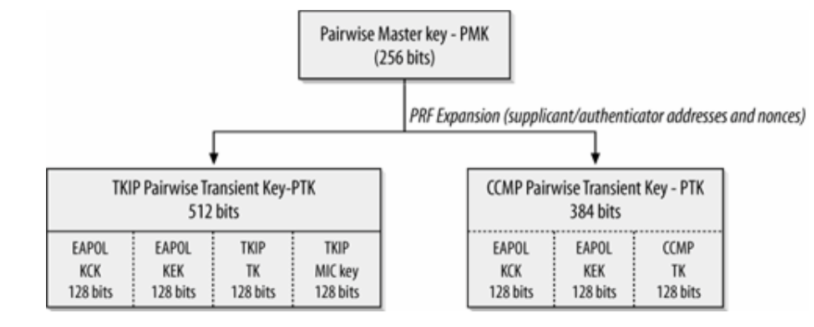 Pairwise Master key - PMK
(256 bits)
PRF Expansion (supplicant/authenticator addresses and nonces)
TKIP Pairwise Transient Key-PTK
512 bits
EAPOL
KCK
128 bits
EAPOL
KEK
128 bits
TKIP
TK
128 bits
TKIP
MIC key
128 bits
CCMP Pairwise Transient Key - PTK
384 bits
EAPOL
KCK
128 bits
EAPOL
KEK
128 bits
CCMP
TK
128 bits